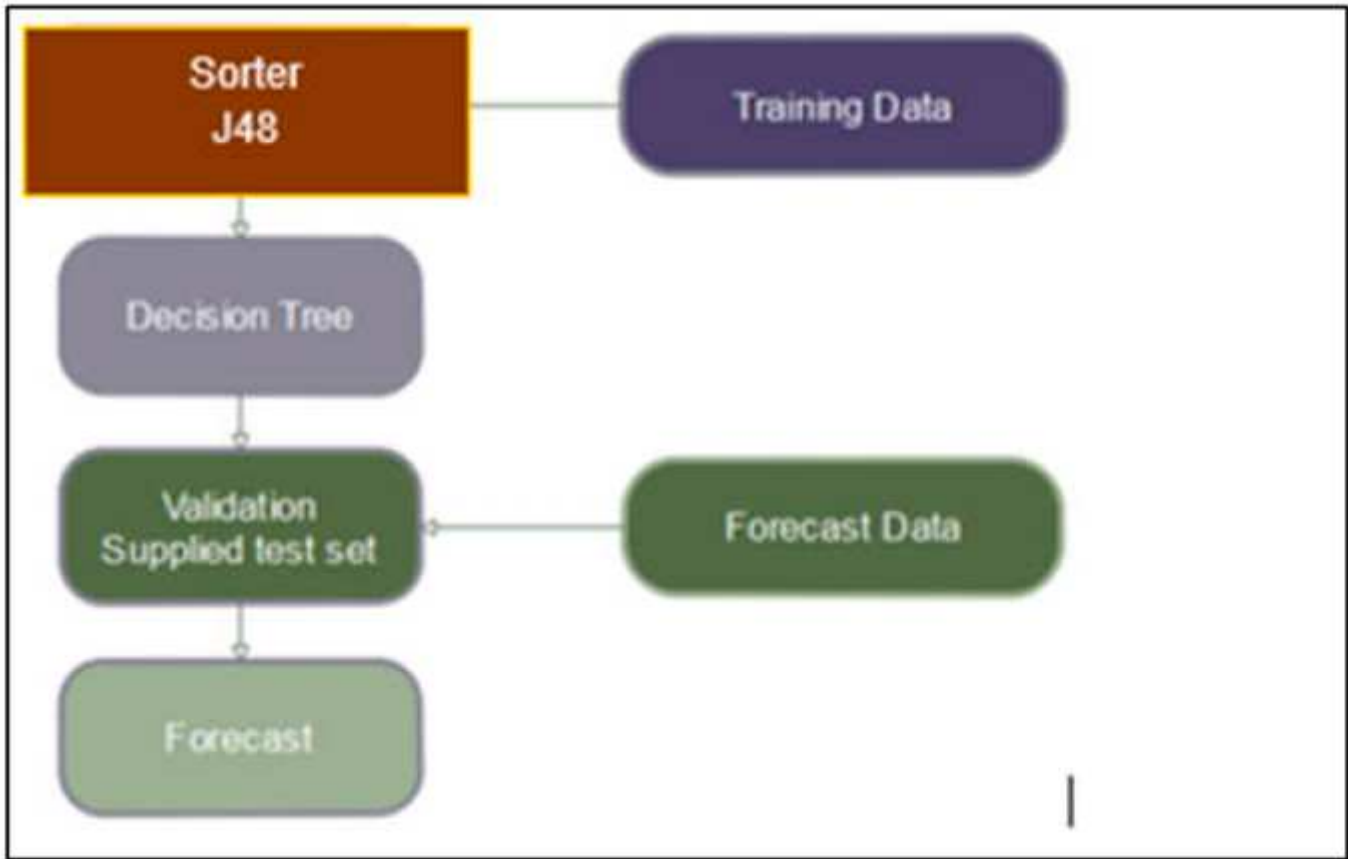 Sorter
J48
Training Data
Decision Tree
Validation
Supplied test set
Forecast Data
Forecast